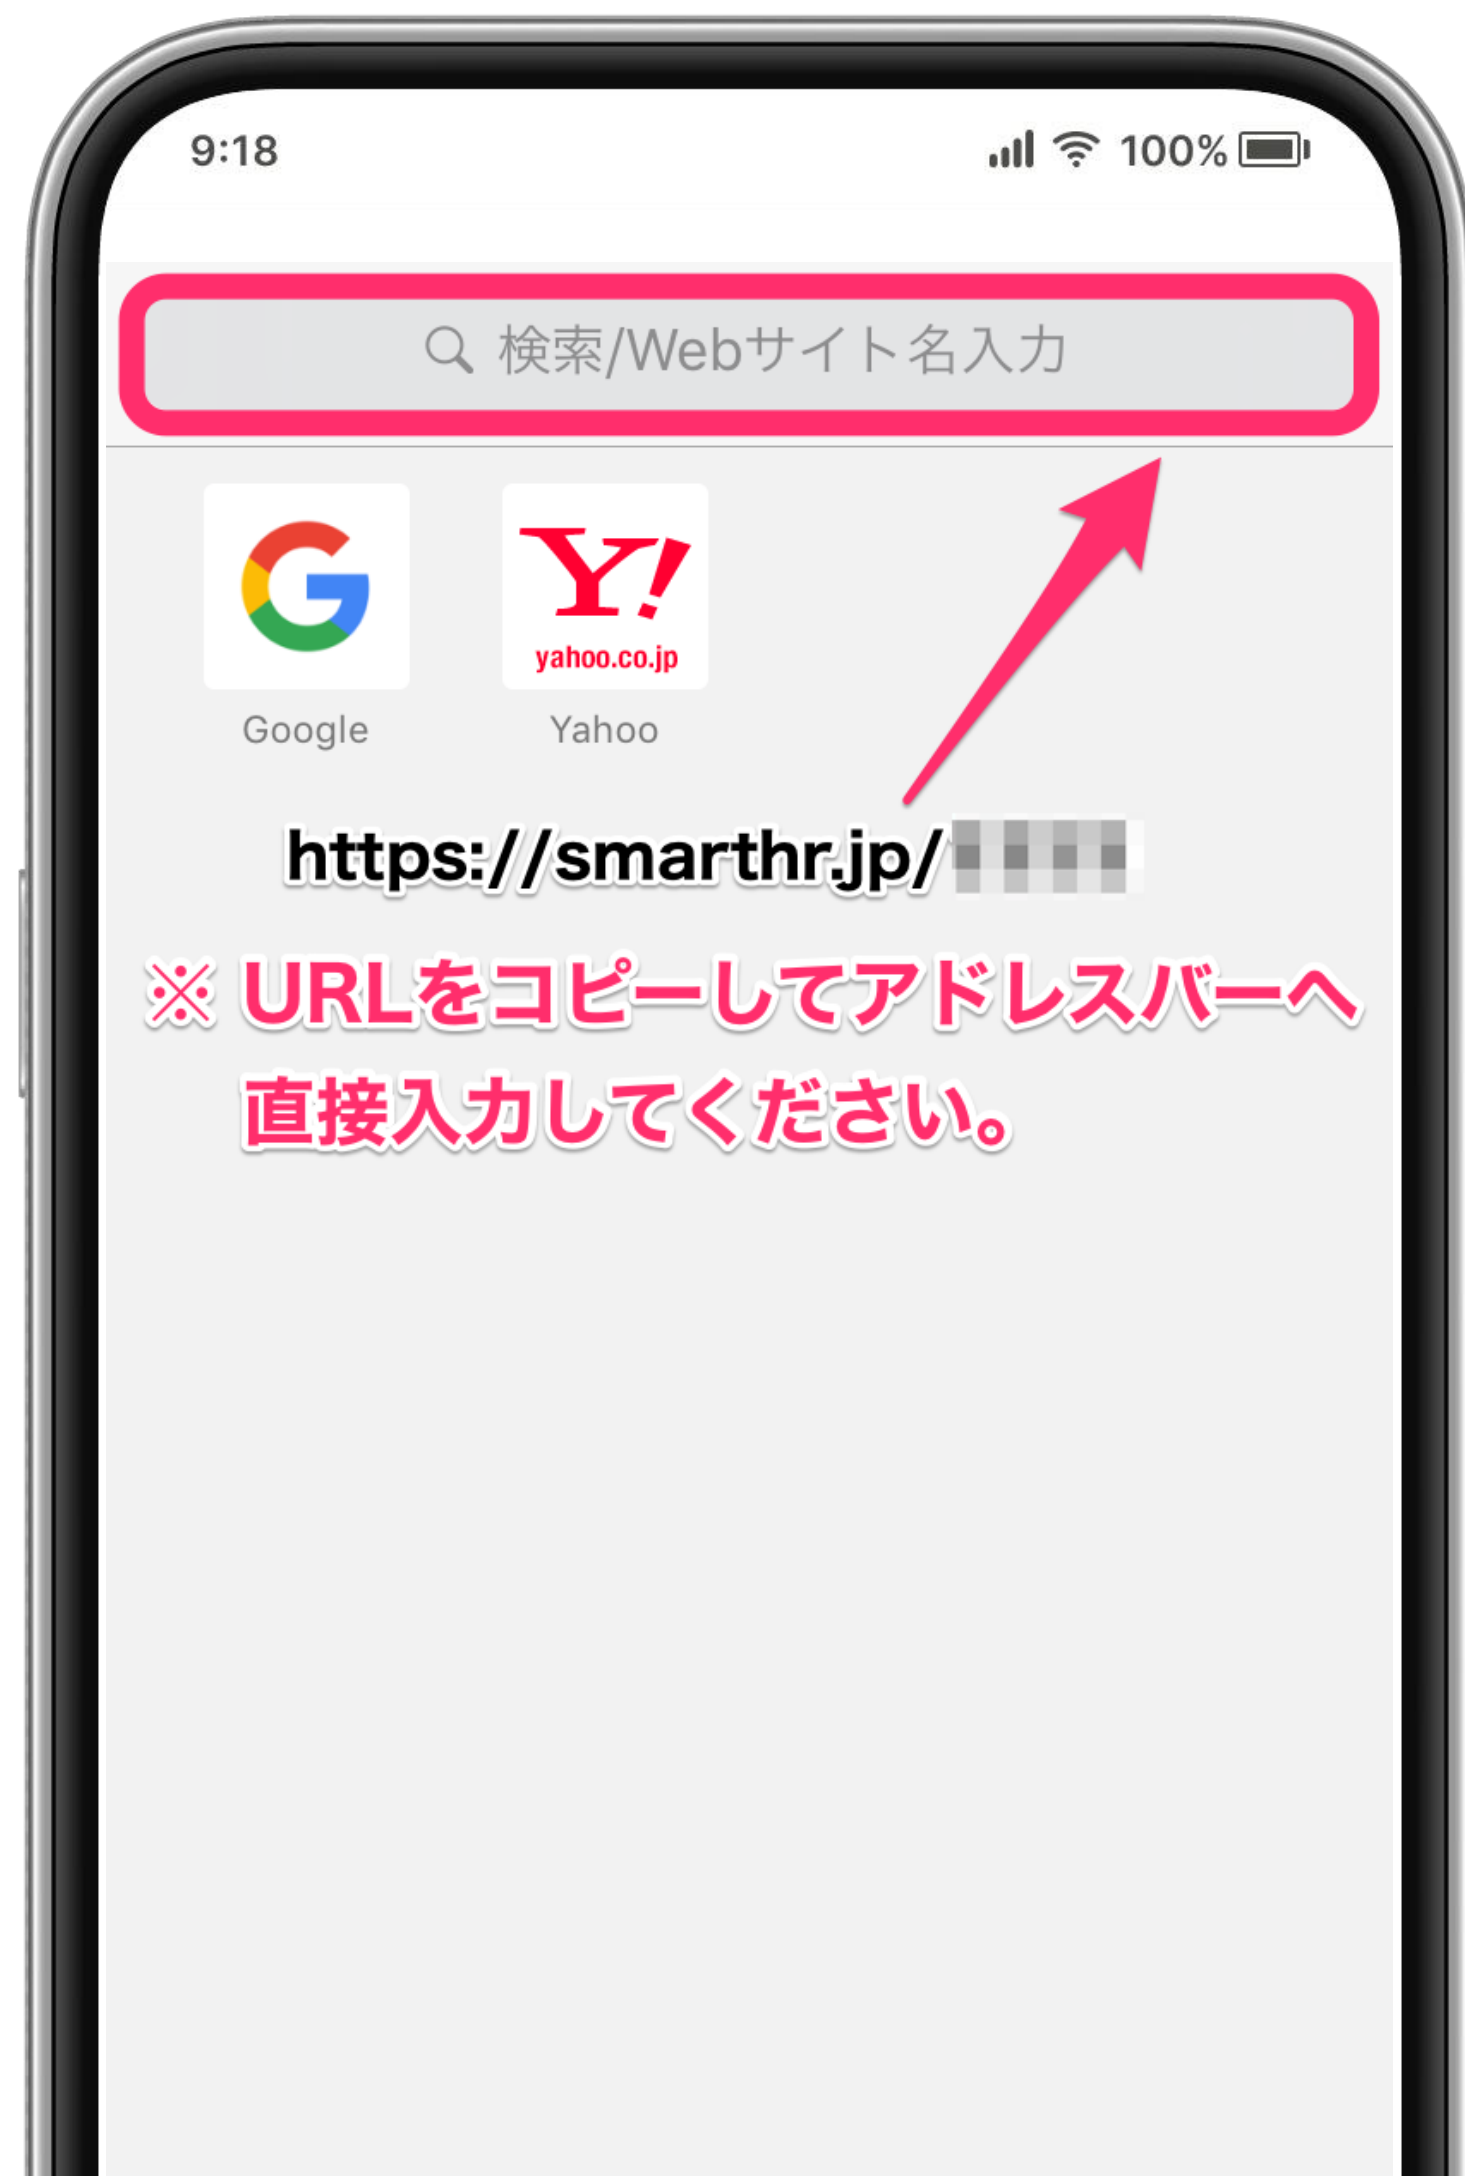 9:18
100%
検索/Webサイト名入力
Y!
yahoo.co.jp
Google
Yahoo
https://smarthr.jp/
※ URLをコピーしてアドレスバーへ
直接入力してください。